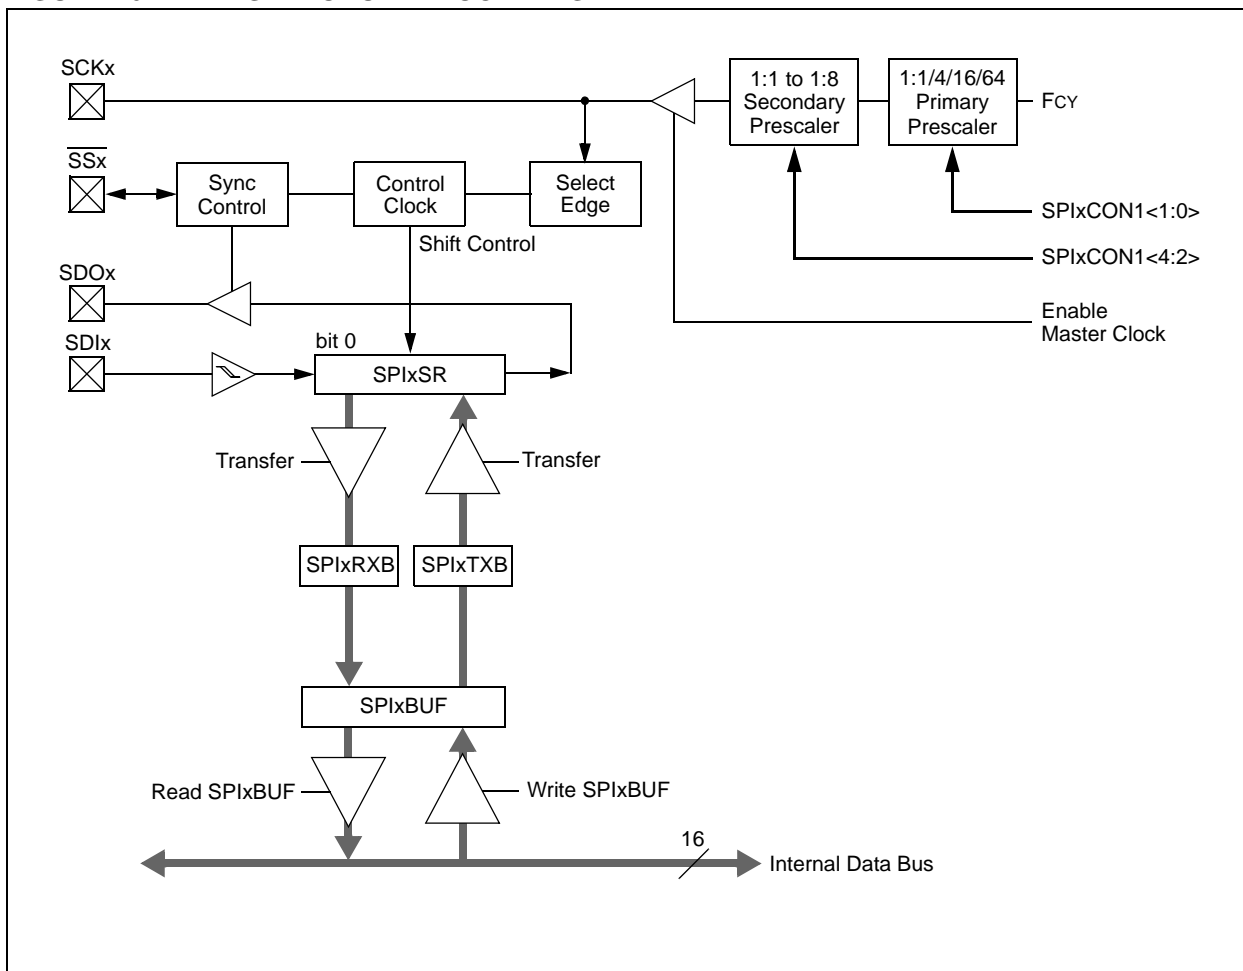 SCKx
1:1 to 1:8
Secondary
Prescaler
1:1/4/16/64
Primary
Prescaler
FCY
SSx
Sync
Control
Control
Clock
Select
Edge
SPIxCON1<1:0>
Shift Control
SPIxCON1<4:2>
SDOx
Enable
Master Clock
SDIx
bit 0
SPIxSR
Transfer
Transfer
SPIxRXB
SPIxTXB
SPIxBUF
Read SPIxBUF
Write SPIxBUF
16
Internal Data Bus